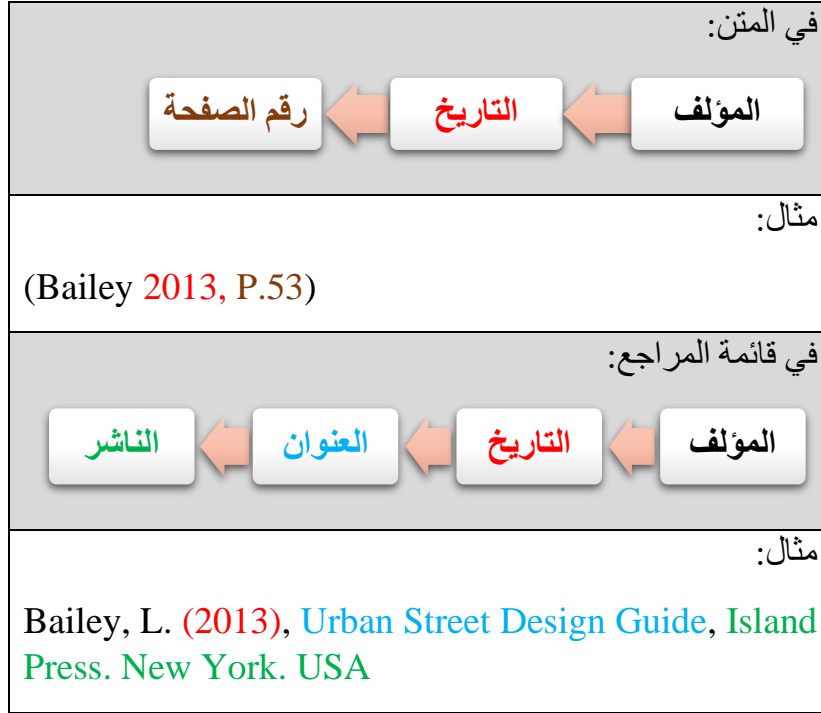 في المتن:
المؤلف التاريخ رقم الصفحة
مثال:
(Bailey 2013, P.53)
في قائمة المراجع:
المؤلف التاريخ العنوان الناشر
مثال:
Bailey, L. (2013), Urban Street Design Guide, Island
Press. New York. USA